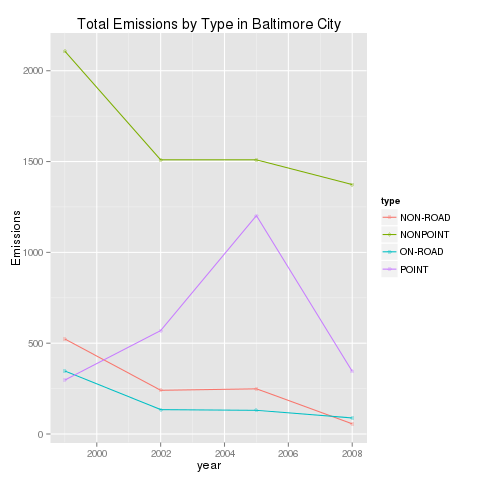 Total Emissions by Type in Baltimore City
2000
1500
1000
500
0
Emissions
2000
2002
2004
2006
2008
year
type
NON-ROAD
NONPOINT
ON-ROAD
POINT